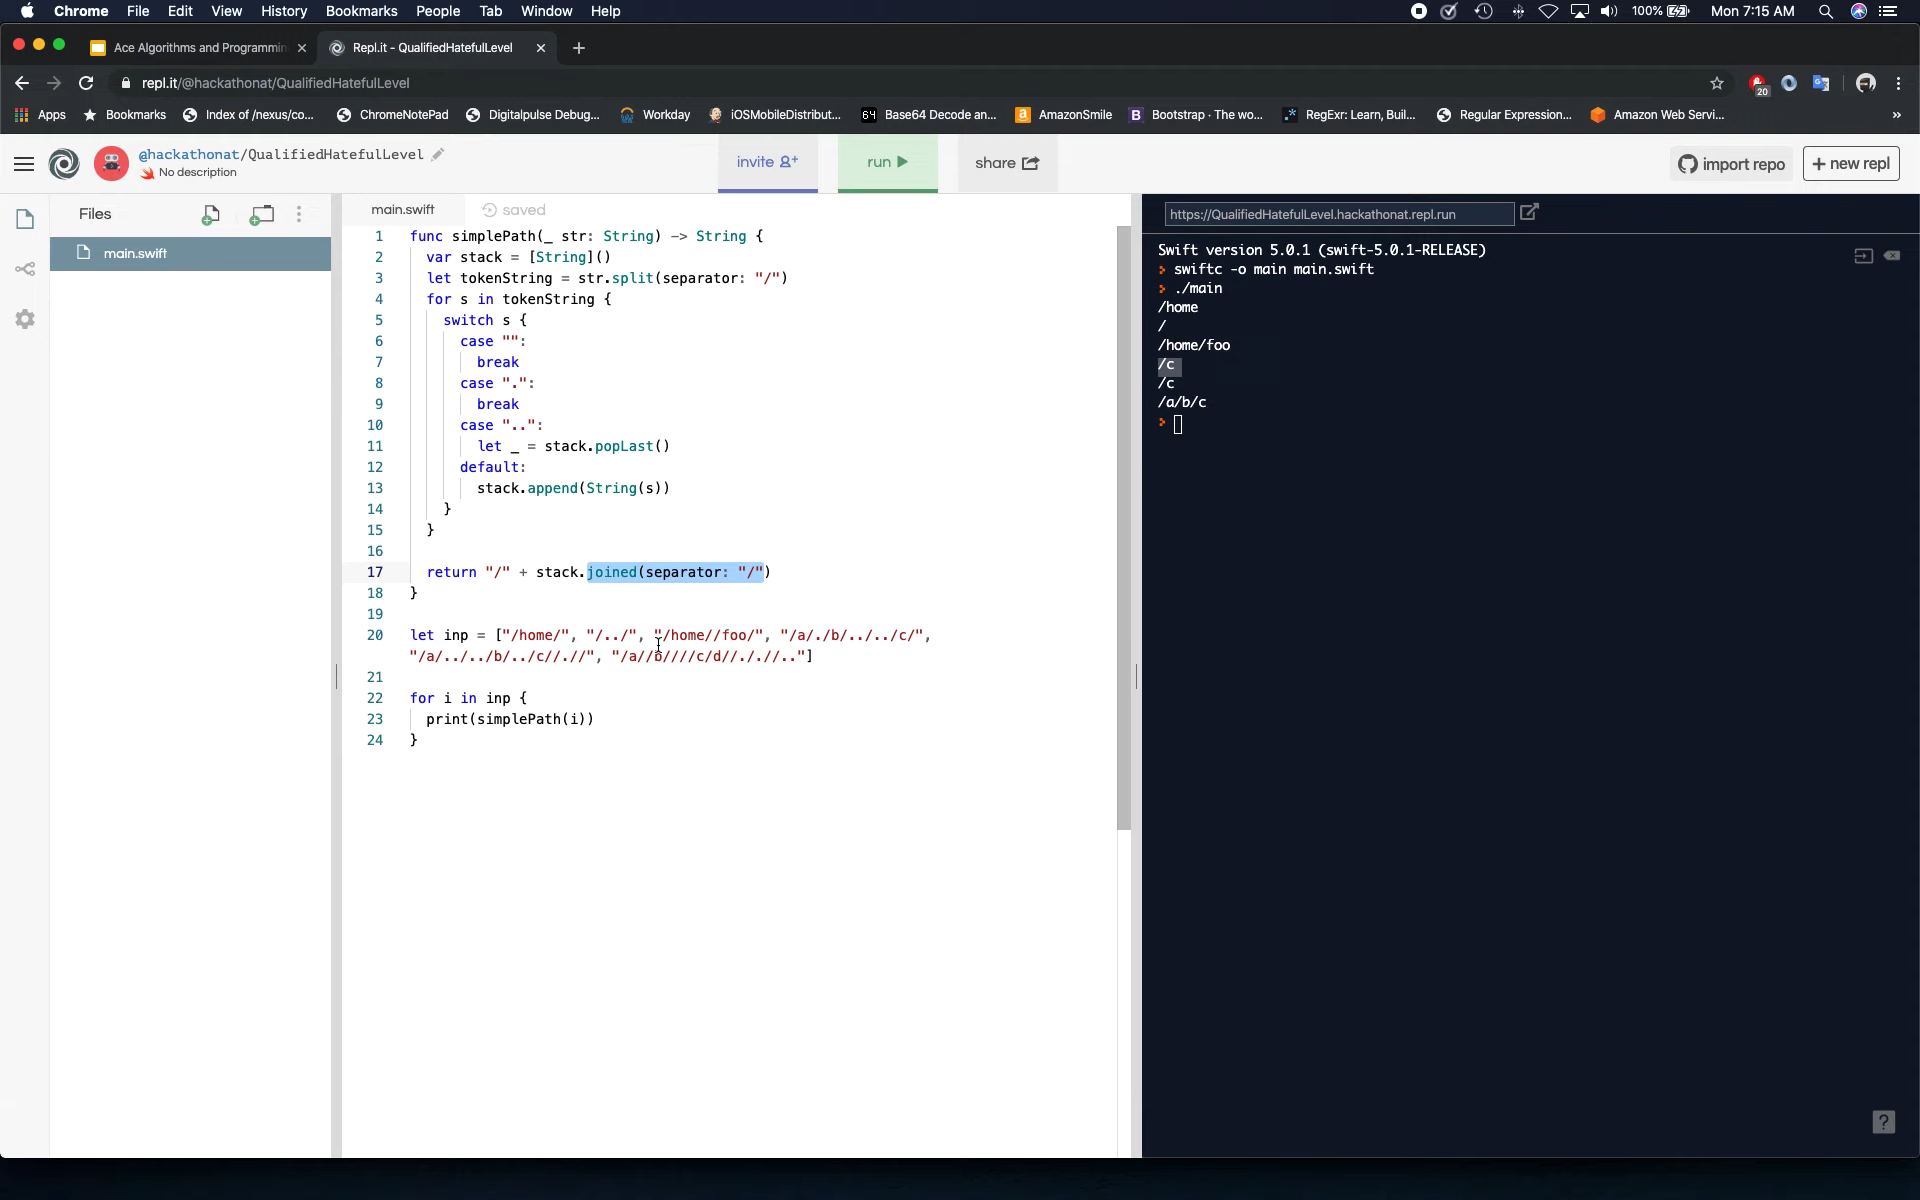 Chrome File Edit View History Bookmarks People Tab Window Help 100% Mon 7:15 AM
Ace Algorithms and Programmin Repl.it - QualifiedHatefulLevel
repl.it/@hackathonat/QualifiedHatefulLevel 20
Apps Bookmarks Index of /nexus/co... ChromeNotePad Digitalpulse Debug... Workday iOSMobileDistribut... 64 Base64 Decode an... AmazonSmile B Bootstrap · The wo... RegExr: Learn, Buil... Regular Expression... Amazon Web Servi... »
@hackathonat/QualifiedHatefulLevel
No description
invite run share import repo + new repl
Files
main.swift
main.swift saved
1 func simplePath(_ str: String) -> String {
2 var stack = [String]()
3 let tokenString = str.split(separator: "/")
4 for s in tokenString {
5 switch s {
6 case "":
7 break
8 case ".":
9 break
10 case "..":
11 let _ = stack.popLast()
12 default:
13 stack.append(String(s))
14 }
15 }
16
17 return "/" + stack.joined(separator: "/")
18 }
19
20 let inp = ["/home/", "/../", "/home//foo/", "/a/./b/../../c/",
"/a/../../b/../c//.//", "/a//b////c/d//././/.."]
21
22 for i in inp {
23 print(simplePath(i))
24 }
https://QualifiedHatefulLevel.hackathonat.repl.run
Swift version 5.0.1 (swift-5.0.1-RELEASE)
swiftc -o main main.swift
./main
/home
/
/home/foo
/c
/c
/a/b/c
?